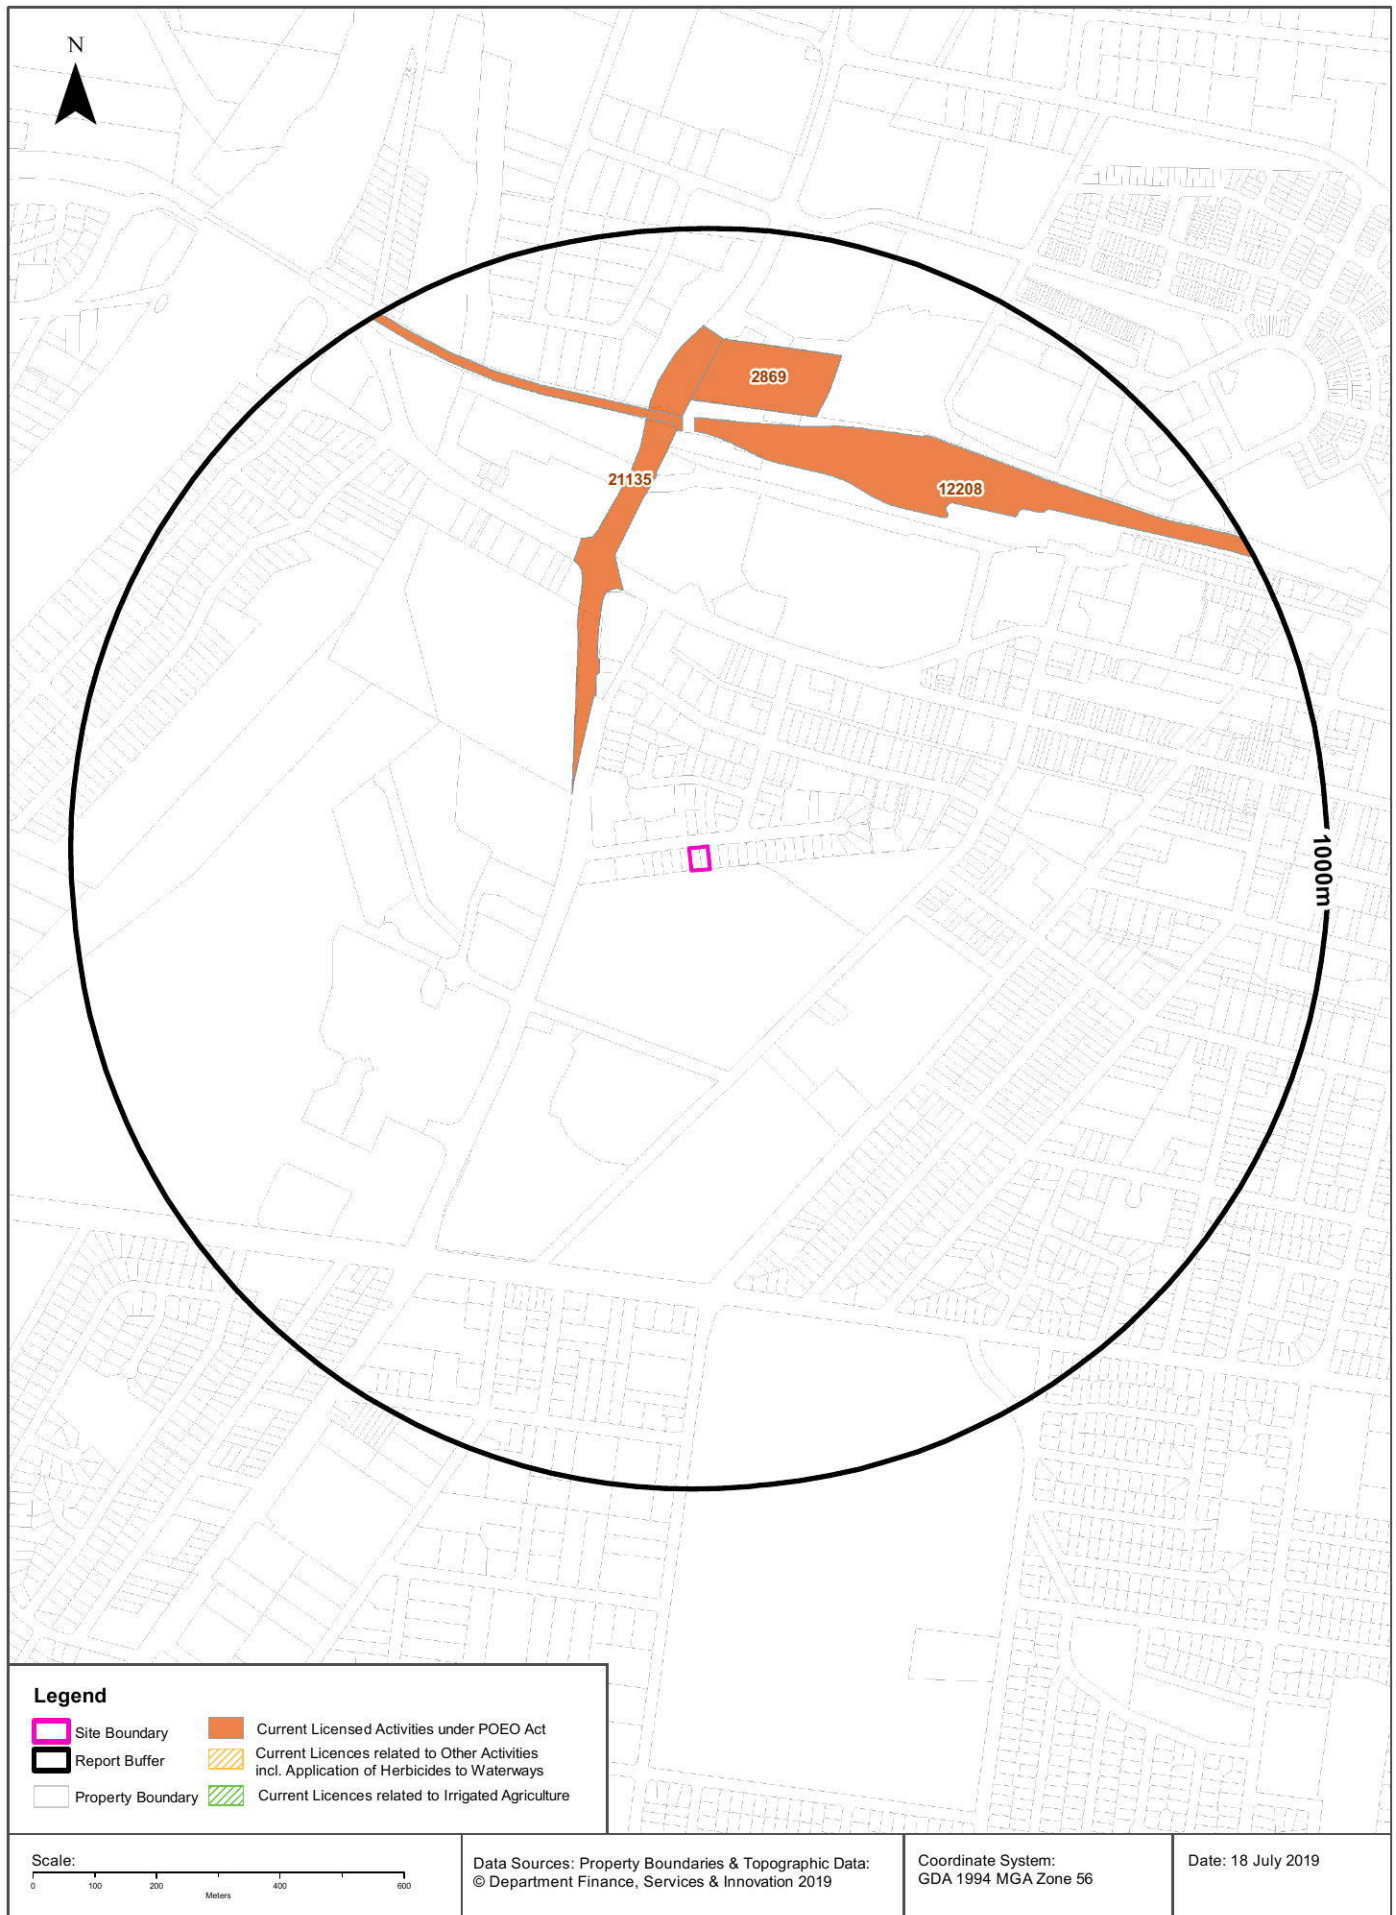 N
2869
21135
12208
1000m
Legend
Site Boundary
Report Buffer
Property Boundary
Current Licensed Activities under POEO Act
Current Licences related to Other Activities
incl. Application of Herbicides to Waterways
Current Licences related to Irrigated Agriculture
Scale:
0 100 200 400 600
Meters
Data Sources: Property Boundaries & Topographic Data:
© Department Finance, Services & Innovation 2019
Coordinate System:
GDA 1994 MGA Zone 56
Date: 18 July 2019